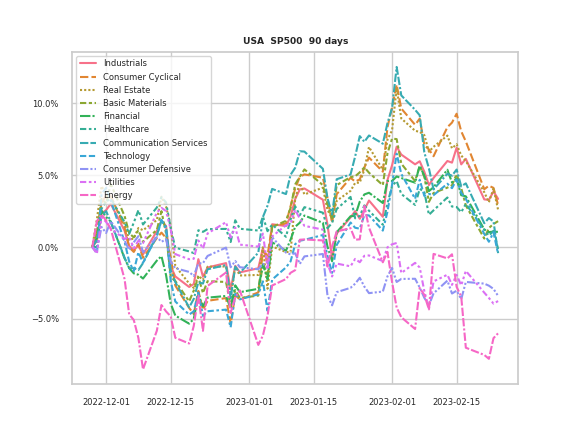 USA SP500 90 days
Industrials
Consumer Cyclical
Real Estate
Basic Materials
Financial
Healthcare
Communication Services
Technology
Consumer Defensive
Utilities
Energy
10.0%
5.0%
0.0%
−5.0%
2022-12-01 2022-12-15 2023-01-01 2023-01-15 2023-02-01 2023-02-15